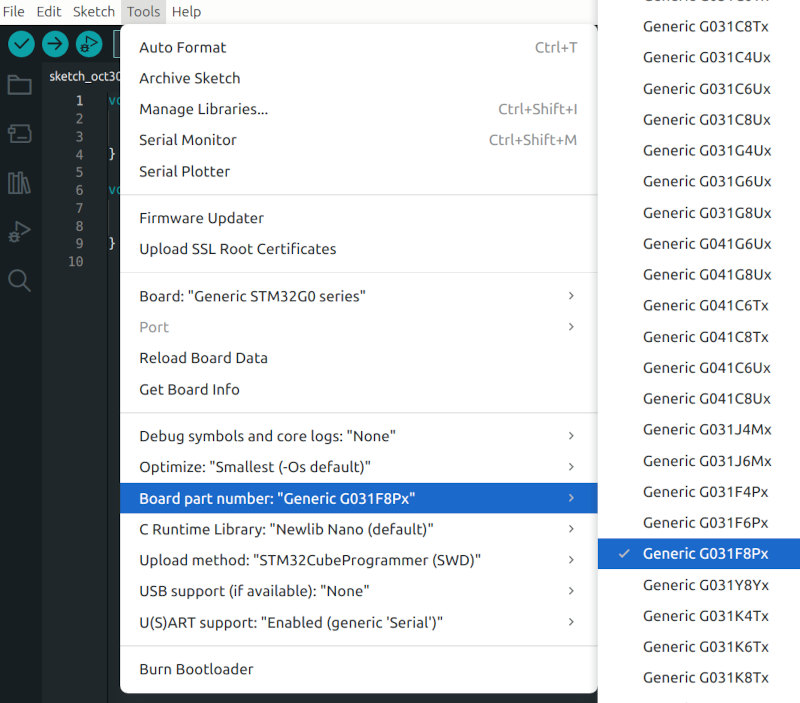 File Edit Sketch Tools Help
sketch_oct30
1 vo
2
3
4 }
5
6 vo
7
8
9 }
10
Auto Format Ctrl+T
Archive Sketch
Manage Libraries... Ctrl+Shift+I
Serial Monitor Ctrl+Shift+M
Serial Plotter
Firmware Updater
Upload SSL Root Certificates
Board: "Generic STM32G0 series"
Port
Reload Board Data
Get Board Info
Debug symbols and core logs: "None"
Optimize: "Smallest (-Os default)"
Board part number: "Generic G031F8Px"
C Runtime Library: "Newlib Nano (default)"
Upload method: "STM32CubeProgrammer (SWD)"
USB support (if available): "None"
U(S)ART support: "Enabled (generic 'Serial')"
Burn Bootloader
Generic G031C8Tx
Generic G031C4Ux
Generic G031C6Ux
Generic G031C8Ux
Generic G031G4Ux
Generic G031G6Ux
Generic G031G8Ux
Generic G041G6Ux
Generic G041G8Ux
Generic G041C6Tx
Generic G041C8Tx
Generic G041C6Ux
Generic G041C8Ux
Generic G031J4Mx
Generic G031J6Mx
Generic G031F4Px
Generic G031F6Px
Generic G031F8Px
Generic G031Y8Yx
Generic G031K4Tx
Generic G031K6Tx
Generic G031K8Tx